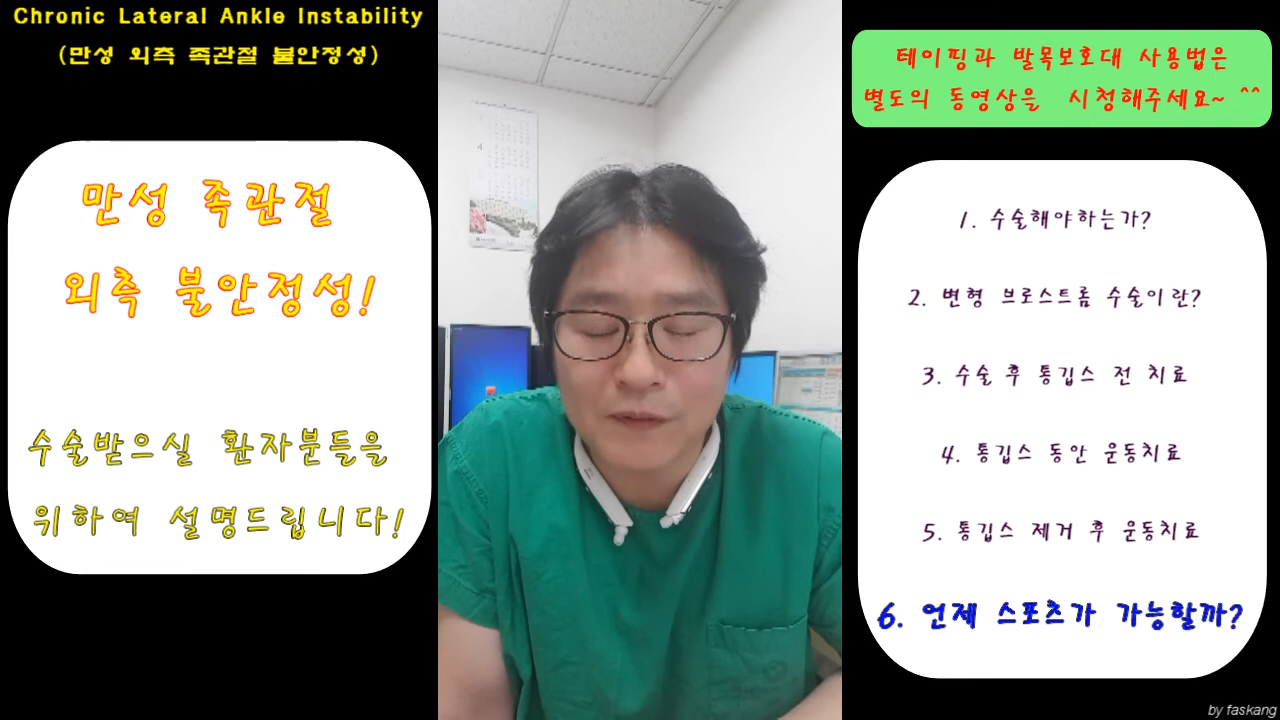 Chronic Lateral Ankle Instability
(만성 외측 족관절 불안정성)
만성 족관절
외측 불안정성!
수술받으실 환자분들을
위하여 설명드립니다!
테이핑과 발목보호대 사용법은
별도의 동영상을 시청해주세요~ ^^
1. 수술해야하는가?
2. 변형 브로스트롬 수술이란?
3. 수술 후 통깁스 전 치료
4. 통깁스 동안 운동치료
5. 통깁스 제거 후 운동치료
6. 언제 스포츠가 가능할까?
by faskang